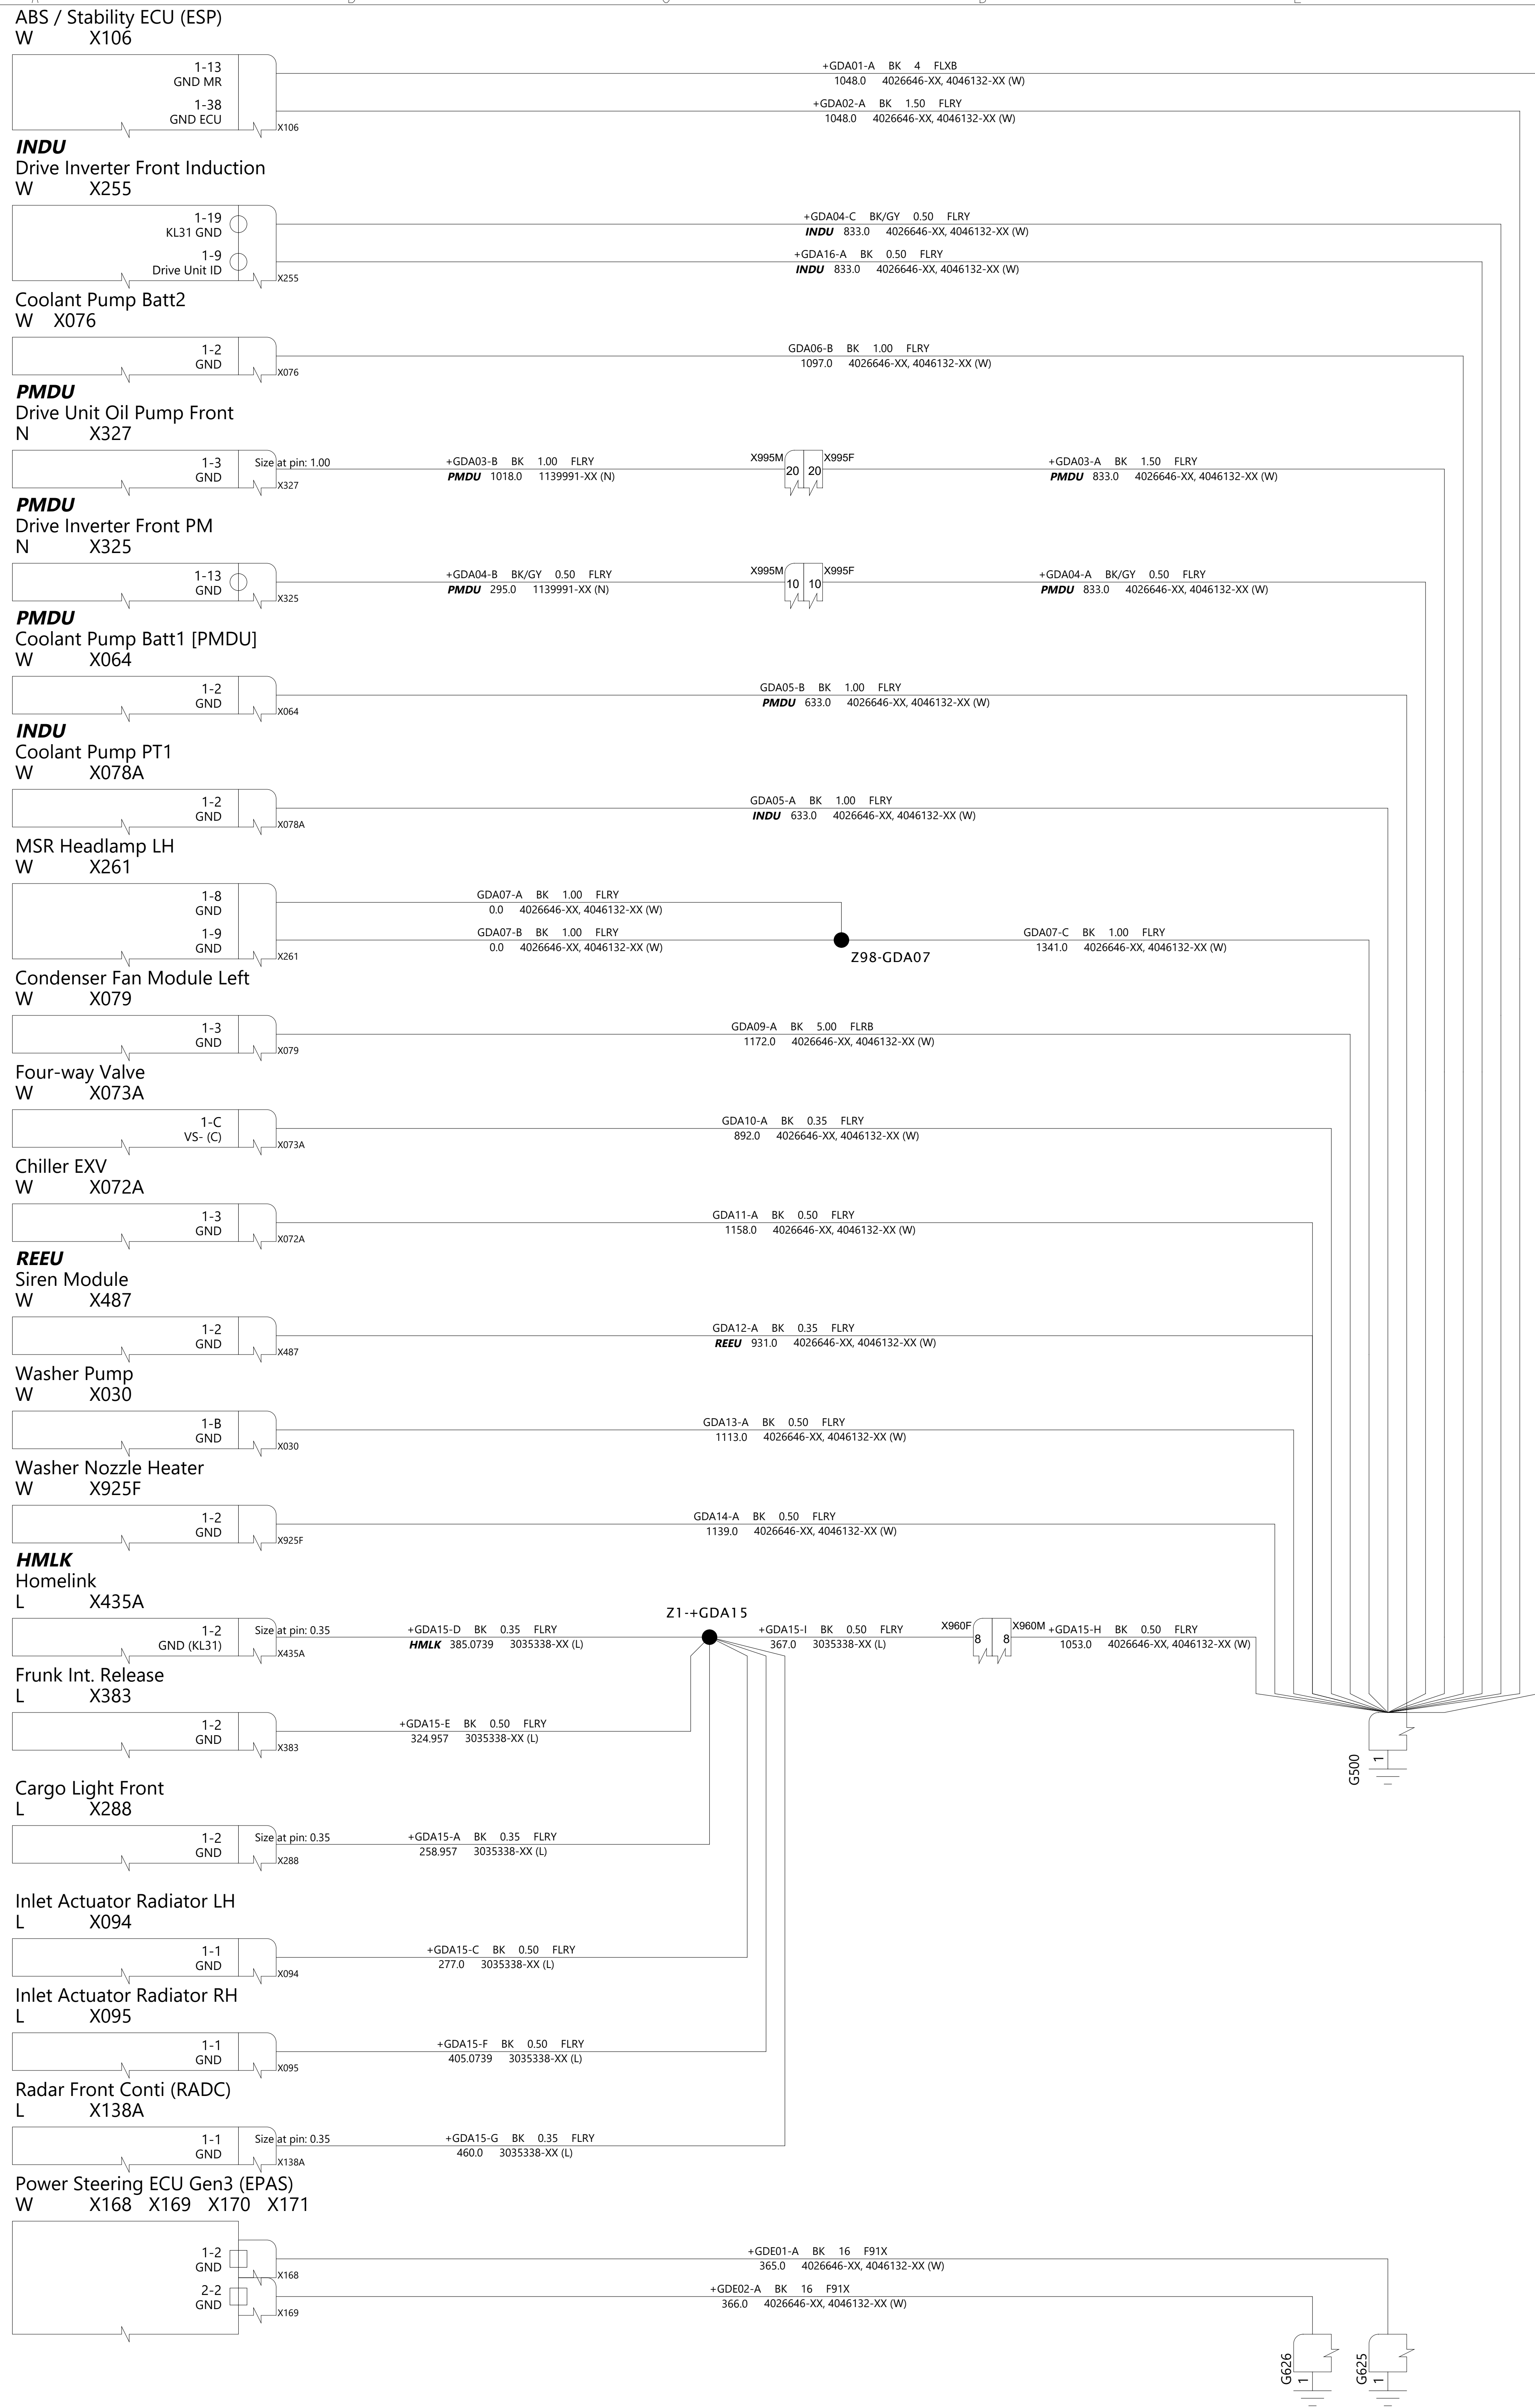 ABS / Stability ECU (ESP)
W X106
1-13
GND MR
+GDA01-A BK 4 FLXB
1048.0 4026646-XX, 4046132-XX (W)
1-38
GND ECU
+GDA02-A BK 1.50 FLRY
1048.0 4026646-XX, 4046132-XX (W)
X106
INDU
Drive Inverter Front Induction
W X255
1-19
KL31 GND
+GDA04-C BK/GY 0.50 FLRY
INDU 833.0 4026646-XX, 4046132-XX (W)
1-9
Drive Unit ID
+GDA16-A BK 0.50 FLRY
INDU 833.0 4026646-XX, 4046132-XX (W)
X255
Coolant Pump Batt2
W X076
1-2
GND
GDA06-B BK 1.00 FLRY
1097.0 4026646-XX, 4046132-XX (W)
X076
PMDU
Drive Unit Oil Pump Front
N X327
1-3
GND
Size at pin: 1.00
+GDA03-B BK 1.00 FLRY
PMDU 1018.0 1139991-XX (N)
X995M
20 20
X995F
+GDA03-A BK 1.50 FLRY
PMDU 833.0 4026646-XX, 4046132-XX (W)
X327
PMDU
Drive Inverter Front PM
N X325
1-13
GND
+GDA04-B BK/GY 0.50 FLRY
PMDU 295.0 1139991-XX (N)
X995M
10 10
X995F
+GDA04-A BK/GY 0.50 FLRY
PMDU 833.0 4026646-XX, 4046132-XX (W)
X325
PMDU
Coolant Pump Batt1 [PMDU]
W X064
1-2
GND
GDA05-B BK 1.00 FLRY
PMDU 633.0 4026646-XX, 4046132-XX (W)
X064
INDU
Coolant Pump PT1
W X078A
1-2
GND
GDA05-A BK 1.00 FLRY
INDU 633.0 4026646-XX, 4046132-XX (W)
X078A
MSR Headlamp LH
W X261
1-8
GND
GDA07-A BK 1.00 FLRY
0.0 4026646-XX, 4046132-XX (W)
1-9
GND
GDA07-B BK 1.00 FLRY
0.0 4026646-XX, 4046132-XX (W)
Z98-GDA07
GDA07-C BK 1.00 FLRY
1341.0 4026646-XX, 4046132-XX (W)
X261
Condenser Fan Module Left
W X079
1-3
GND
GDA09-A BK 5.00 FLRB
1172.0 4026646-XX, 4046132-XX (W)
X079
Four-way Valve
W X073A
1-C
VS- (C)
GDA10-A BK 0.35 FLRY
892.0 4026646-XX, 4046132-XX (W)
X073A
Chiller EXV
W X072A
1-3
GND
GDA11-A BK 0.50 FLRY
1158.0 4026646-XX, 4046132-XX (W)
X072A
REEU
Siren Module
W X487
1-2
GND
GDA12-A BK 0.35 FLRY
REEU 931.0 4026646-XX, 4046132-XX (W)
X487
Washer Pump
W X030
1-B
GND
GDA13-A BK 0.50 FLRY
1113.0 4026646-XX, 4046132-XX (W)
X030
Washer Nozzle Heater
W X925F
1-2
GND
GDA14-A BK 0.50 FLRY
1139.0 4026646-XX, 4046132-XX (W)
X925F
HMLK
Homelink
L X435A
1-2
GND (KL31)
Size at pin: 0.35
+GDA15-D BK 0.35 FLRY
HMLK 385.0739 3035338-XX (L)
Z1-+GDA15
+GDA15-I BK 0.50 FLRY
367.0 3035338-XX (L)
X960F
8 8
X960M
+GDA15-H BK 0.50 FLRY
1053.0 4026646-XX, 4046132-XX (W)
X435A
Frunk Int. Release
L X383
1-2
GND
+GDA15-E BK 0.50 FLRY
324.957 3035338-XX (L)
X383
G500
1
Cargo Light Front
L X288
1-2
GND
Size at pin: 0.35
+GDA15-A BK 0.35 FLRY
258.957 3035338-XX (L)
X288
Inlet Actuator Radiator LH
L X094
1-1
GND
+GDA15-C BK 0.50 FLRY
277.0 3035338-XX (L)
X094
Inlet Actuator Radiator RH
L X095
1-1
GND
+GDA15-F BK 0.50 FLRY
405.0739 3035338-XX (L)
X095
Radar Front Conti (RADC)
L X138A
1-1
GND
Size at pin: 0.35
+GDA15-G BK 0.35 FLRY
460.0 3035338-XX (L)
X138A
Power Steering ECU Gen3 (EPAS)
W X168 X169 X170 X171
1-2
GND
+GDE01-A BK 16 F91X
365.0 4026646-XX, 4046132-XX (W)
X168
2-2
GND
+GDE02-A BK 16 F91X
366.0 4026646-XX, 4046132-XX (W)
X169
G626
1
G625
1